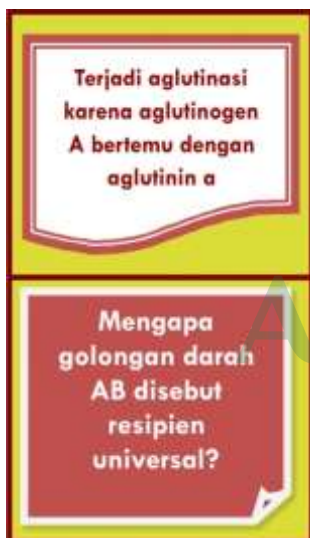 Terjadi aglutinasi
karena aglutinogen
A bertemu dengan
aglutinin a
Mengapa
golongan darah
AB disebut
resipien
universal?